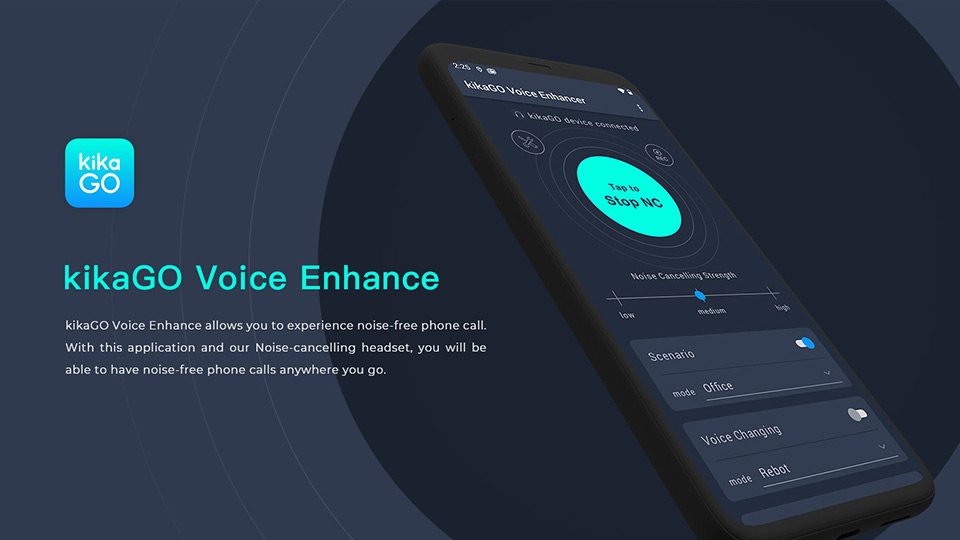 kika
GO
kikaGO Voice Enhance
kikaGO Voice Enhance allows you to experience noise-free phone call.
With this application and our Noise-cancelling headset, you will be
able to have noise-free phone calls anywhere you go.
2:25
kikaGO Voice Enhancer
kikaGO device connected
REC
Tap to
Stop NC
Noise Cancelling Strength
low medium high
Scenario
mode Office
Voice Changing
mode Rebot